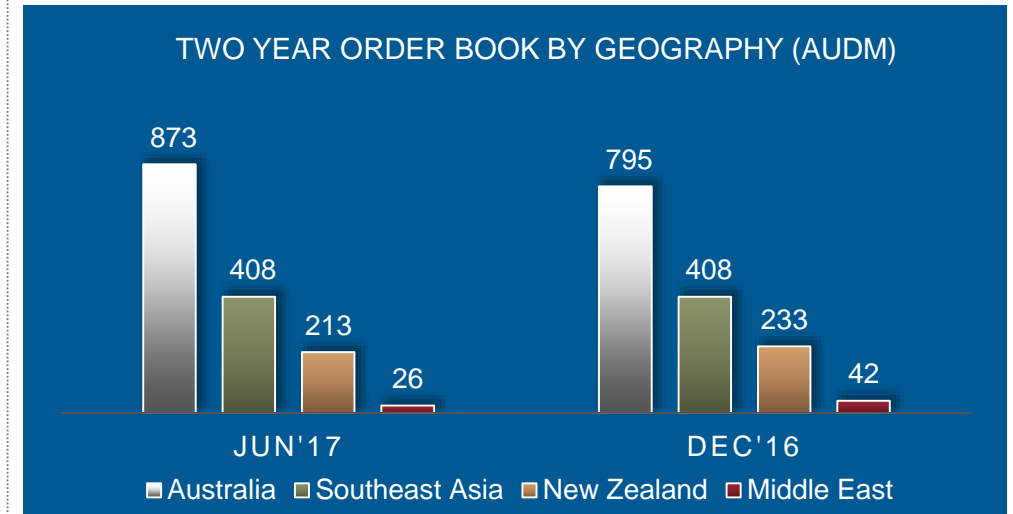 TWO YEAR ORDER BOOK BY GEOGRAPHY (AUDM)
873
408
213
26
795
408
233
42
JUN'17
DEC'16
Australia
Southeast Asia
New Zealand
Middle East